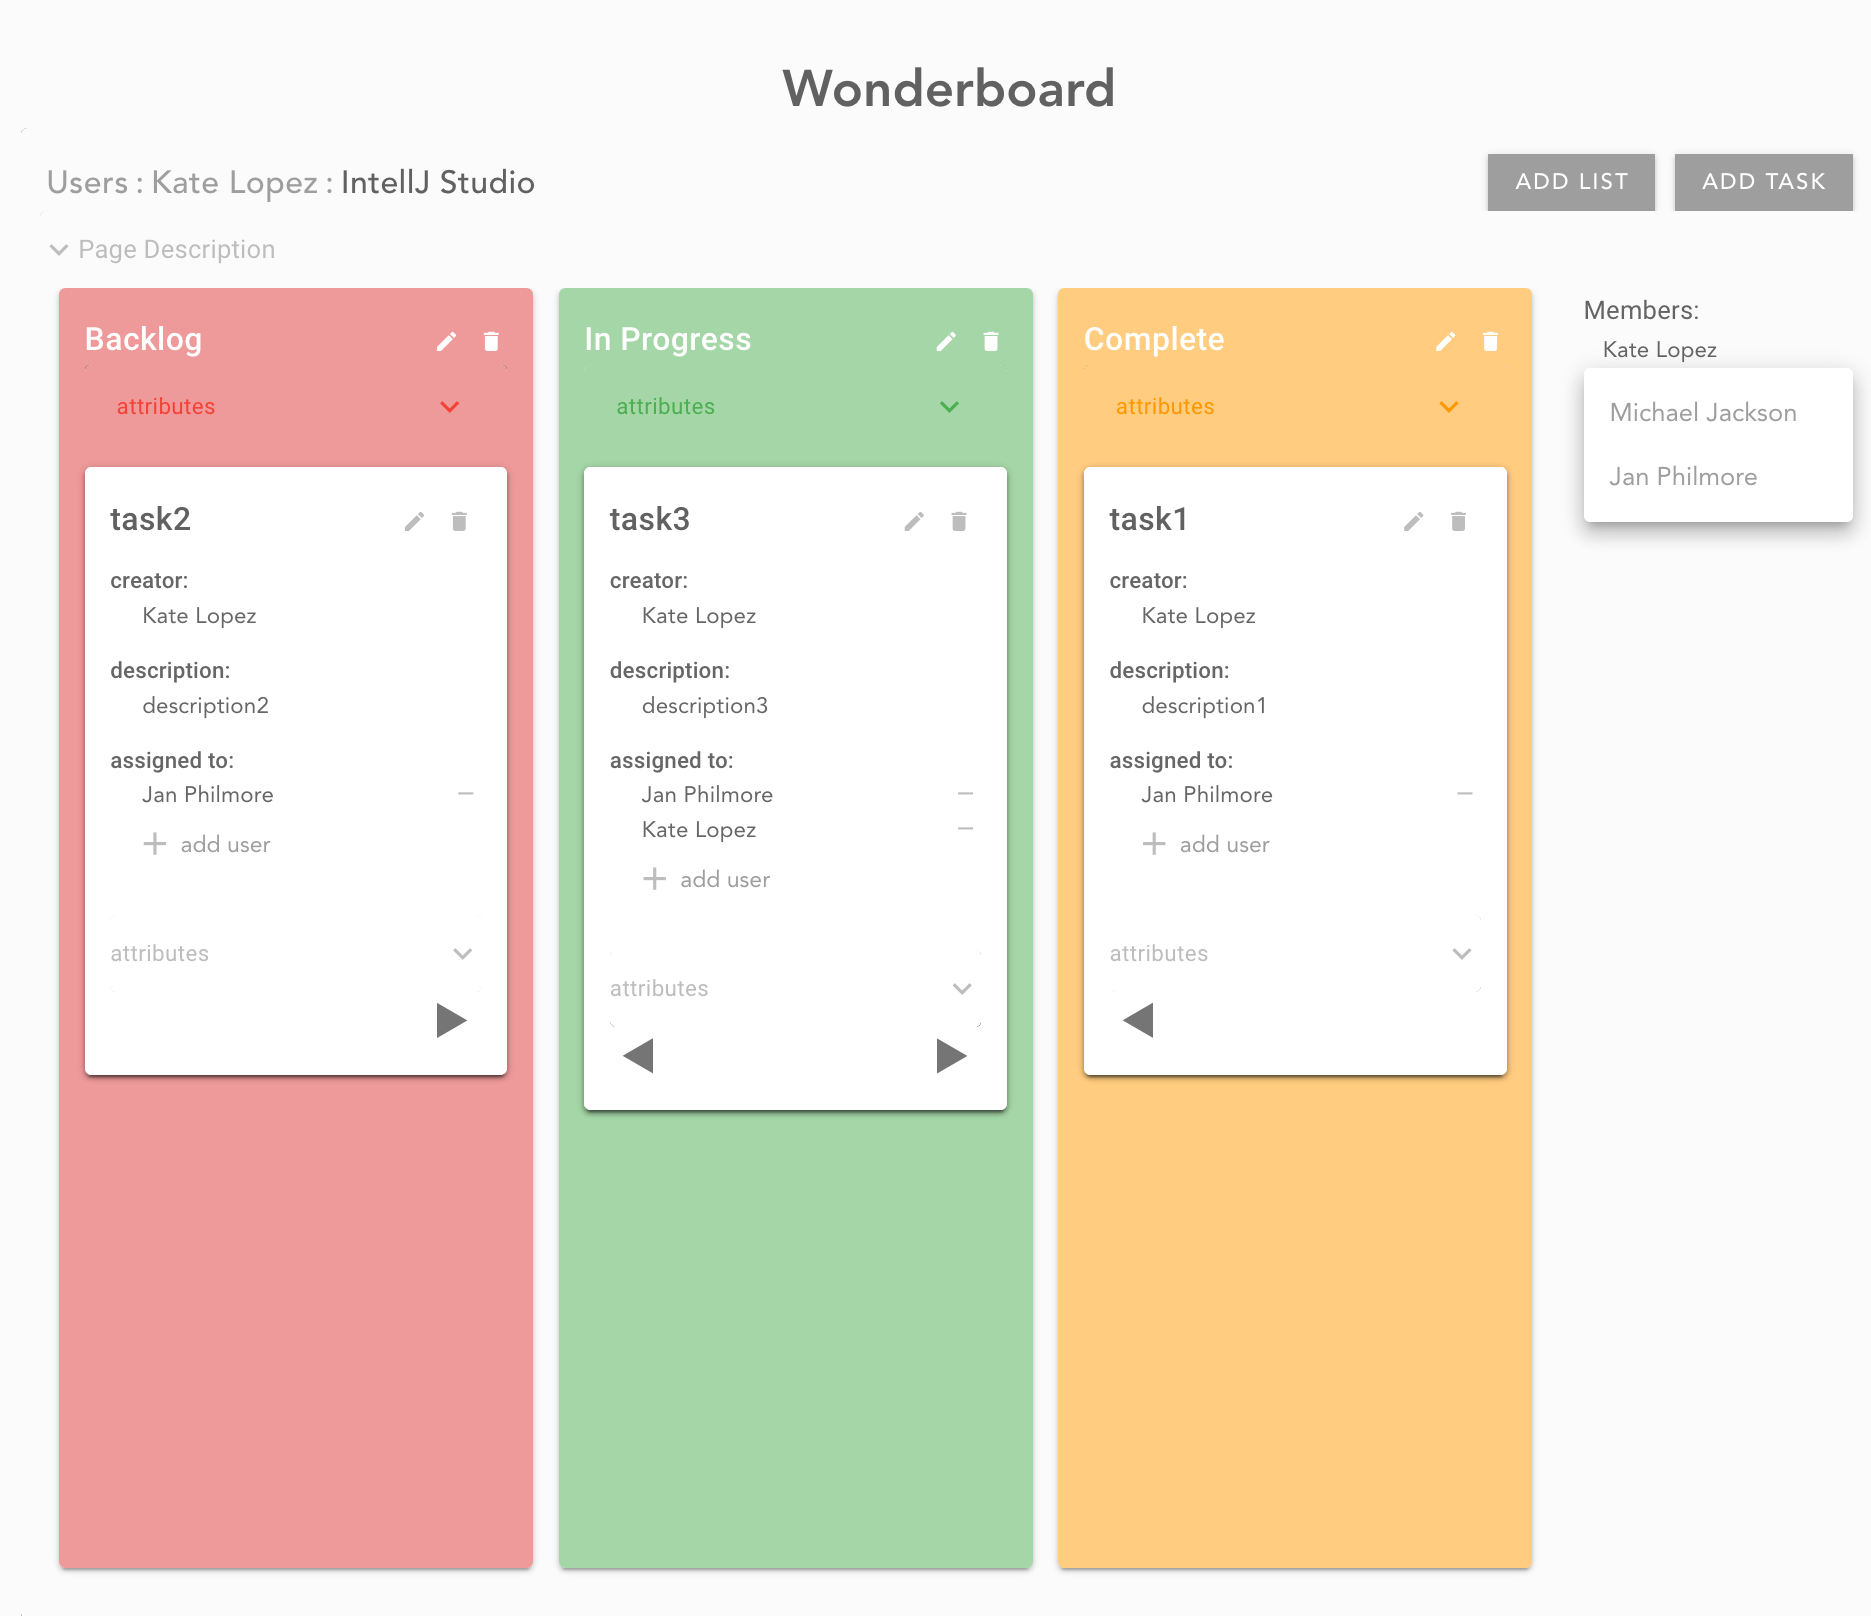 Wonderboard
Users : Kate Lopez : IntellJ Studio
ADD LIST
ADD TASK
Page Description
Backlog
attributes
task2
creator:
Kate Lopez
description:
description2
assigned to:
Jan Philmore
add user
attributes
In Progress
attributes
task3
creator:
Kate Lopez
description:
description3
assigned to:
Jan Philmore
Kate Lopez
add user
attributes
Complete
attributes
task1
creator:
Kate Lopez
description:
description1
assigned to:
Jan Philmore
add user
attributes
Members:
Kate Lopez
Michael Jackson
Jan Philmore